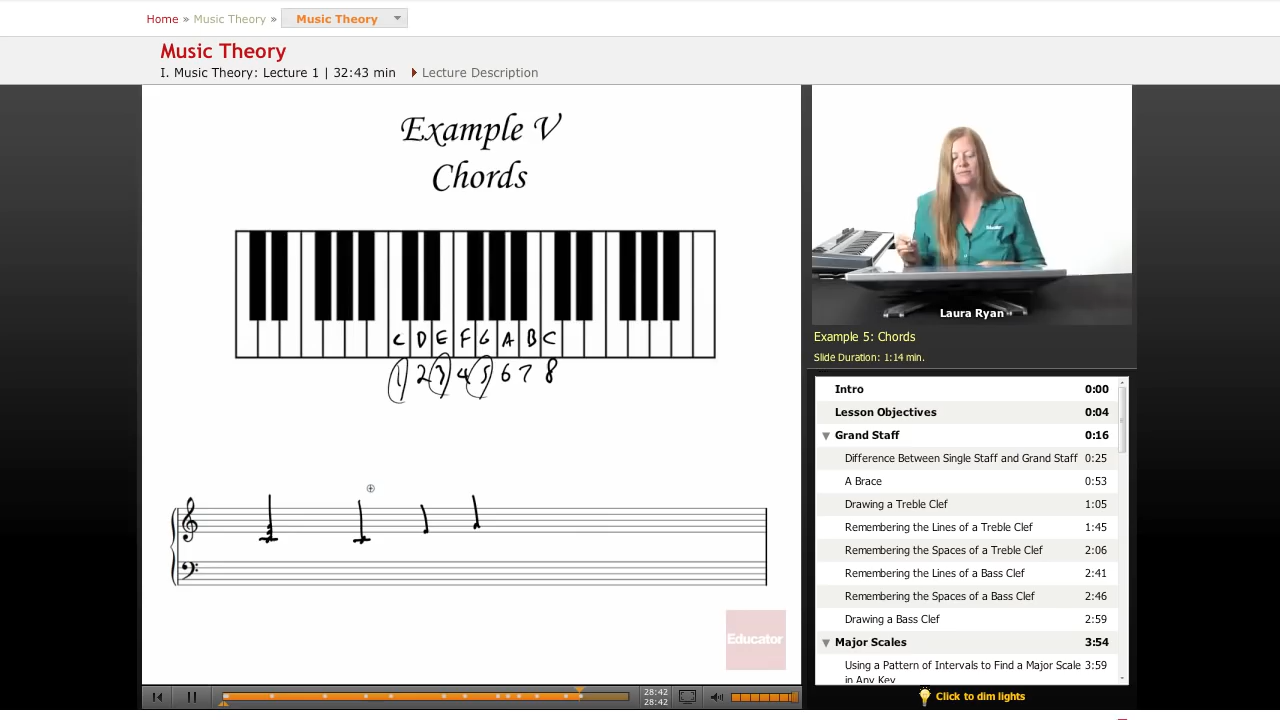 Home » Music Theory » Music Theory
Music Theory
I. Music Theory: Lecture 1 | 32:43 min Lecture Description
Example V
Chords
C D E F G A B C
1 2 3 4 5 6 7 8
Educator
Laura Ryan
Example 5: Chords
Slide Duration: 1:14 min.
Intro 0:00
Lesson Objectives 0:04
Grand Staff 0:16
Difference Between Single Staff and Grand Staff 0:25
A Brace 0:53
Drawing a Treble Clef 1:05
Remembering the Lines of a Treble Clef 1:45
Remembering the Spaces of a Treble Clef 2:06
Remembering the Lines of a Bass Clef 2:41
Remembering the Spaces of a Bass Clef 2:46
Drawing a Bass Clef 2:59
Major Scales 3:54
Using a Pattern of Intervals to Find a Major Scale 3:59
in Any Key
28:42
28:42
Click to dim lights